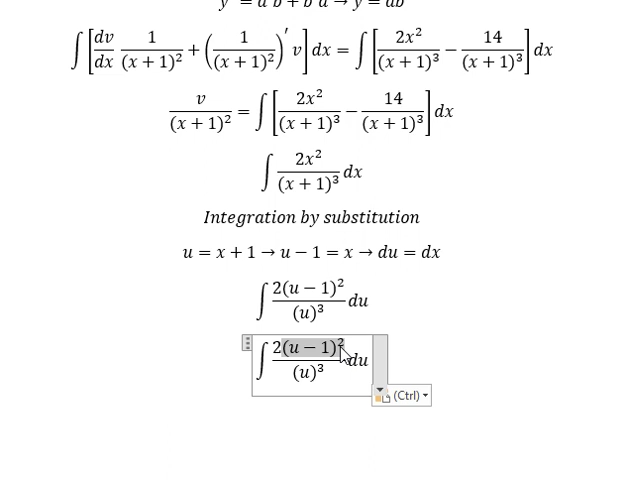 y′ = a′b + b′a → y = ab
∫ [dv/dx 1/(x + 1)² + (1/(x + 1)²)′ v] dx = ∫ [2x²/(x + 1)³ − 14/(x + 1)³] dx
v/(x + 1)² = ∫ [2x²/(x + 1)³ − 14/(x + 1)³] dx
∫ 2x²/(x + 1)³ dx
Integration by substitution
u = x + 1 → u − 1 = x → du = dx
∫ 2(u − 1)²/(u)³ du
∫ 2(u − 1)²/(u)³ du
(Ctrl)